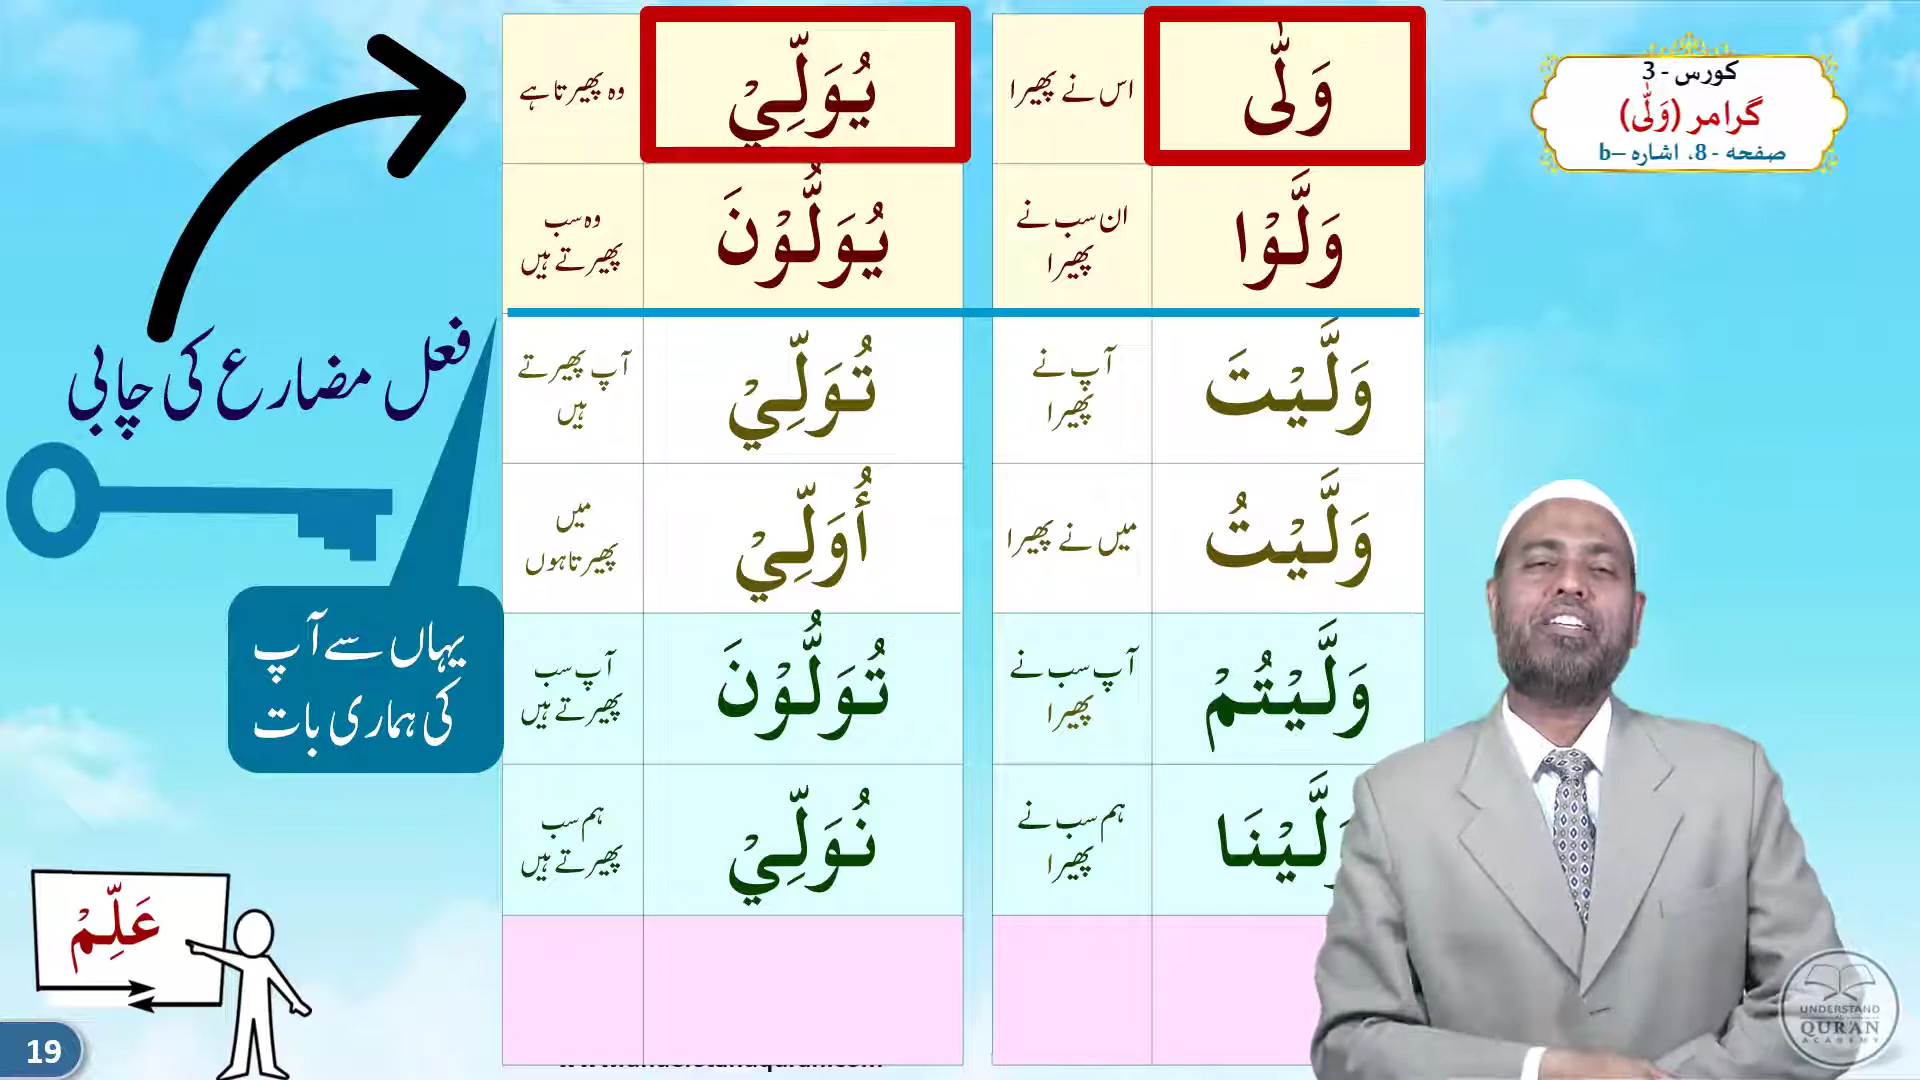 کورس - 3
گرامر (وَلّٰی)
صفحہ - 8، اشارہ –b
وَلّٰی
اس نے پھیرا
يُوَلِّيْ
وہ پھیرتا ہے
وَلَّوْا
ان سب نے
پھیرا
يُوَلُّوْنَ
وہ سب
پھیرتے ہیں
وَلَّيْتَ
آپ نے
پھیرا
تُوَلِّيْ
آپ پھیرتے
ہیں
وَلَّيْتُ
میں نے پھیرا
أُوَلِّيْ
میں
پھیرتا ہوں
وَلَّيْتُمْ
آپ سب نے
پھیرا
تُوَلُّوْنَ
آپ سب
پھیرتے ہیں
وَلَّيْنَا
ہم سب نے
پھیرا
نُوَلِّيْ
ہم سب
پھیرتے ہیں
فعل مضارع کی چابی
یہاں سے آپ
کی ہماری بات
عَلِّمْ
19
UNDERSTAND
QURAN
ACADEMY